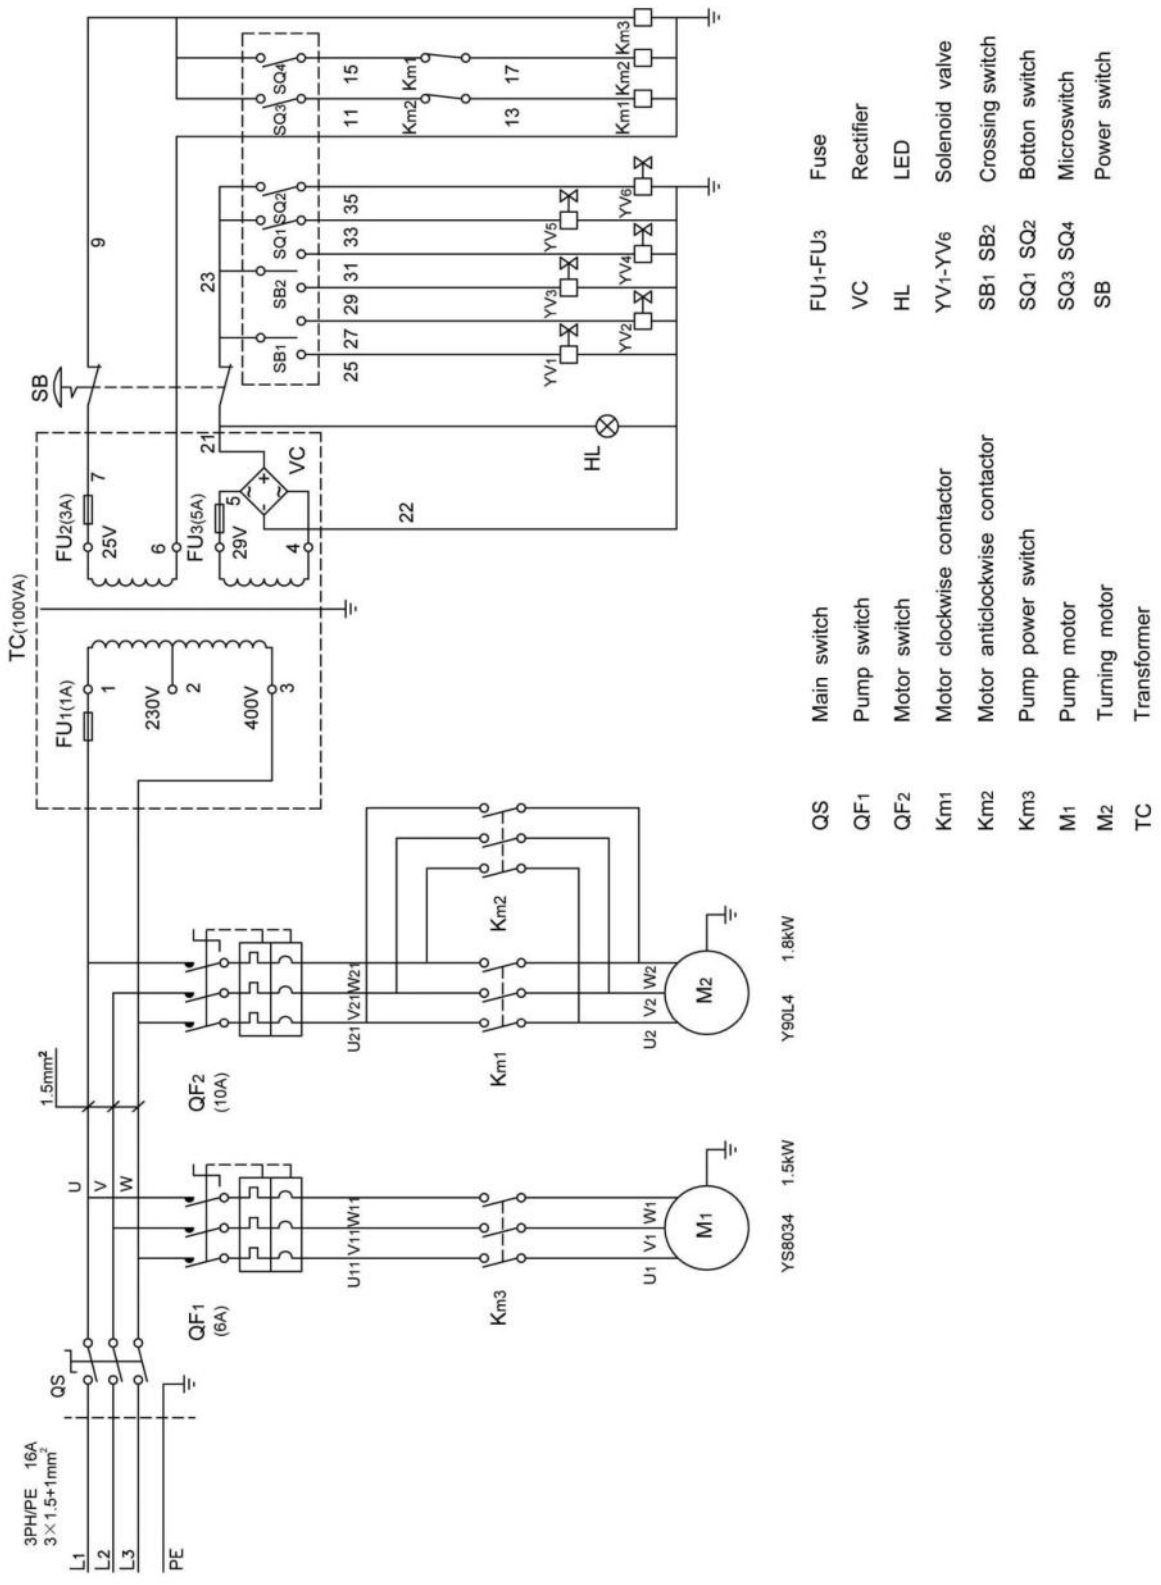 3PH/PE 16A
3×1.5+1mm²
L1
L2
L3
PE
QS
U
V
W
1.5mm²
QF1
(6A)
U11 V11 W11
Km3
U1 V1 W1
M1
YS8034 1.5kW
QF2
(10A)
U21 V21 W21
Km1
Km2
U2 V2 W2
M2
Y90L4 1.8kW
TC(100VA)
FU1(1A)
1
230V
2
400V
3
FU2(3A)
7
25V
6
FU3(5A)
5
29V
4
VC
+
-
~
~
21
22
HL
SB
9
23
SB1
SB2
SQ1
SQ2
SQ3
SQ4
25
27
29
31
33
35
11
15
Km2
Km1
13
17
YV1
YV2
YV3
YV4
YV5
YV6
Km1
Km2
Km3
QS Main switch
QF1 Pump switch
QF2 Motor switch
Km1 Motor clockwise contactor
Km2 Motor anticlockwise contactor
Km3 Pump power switch
M1 Pump motor
M2 Turning motor
TC Transformer
FU1-FU3 Fuse
VC Rectifier
HL LED
YV1-YV6 Solenoid valve
SB1 SB2 Crossing switch
SQ1 SQ2 Botton switch
SQ3 SQ4 Microswitch
SB Power switch